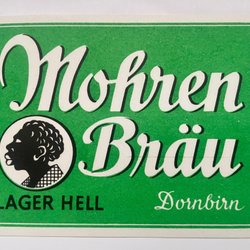 Mohren
Bräu
LAGER HELL
Dornbirn